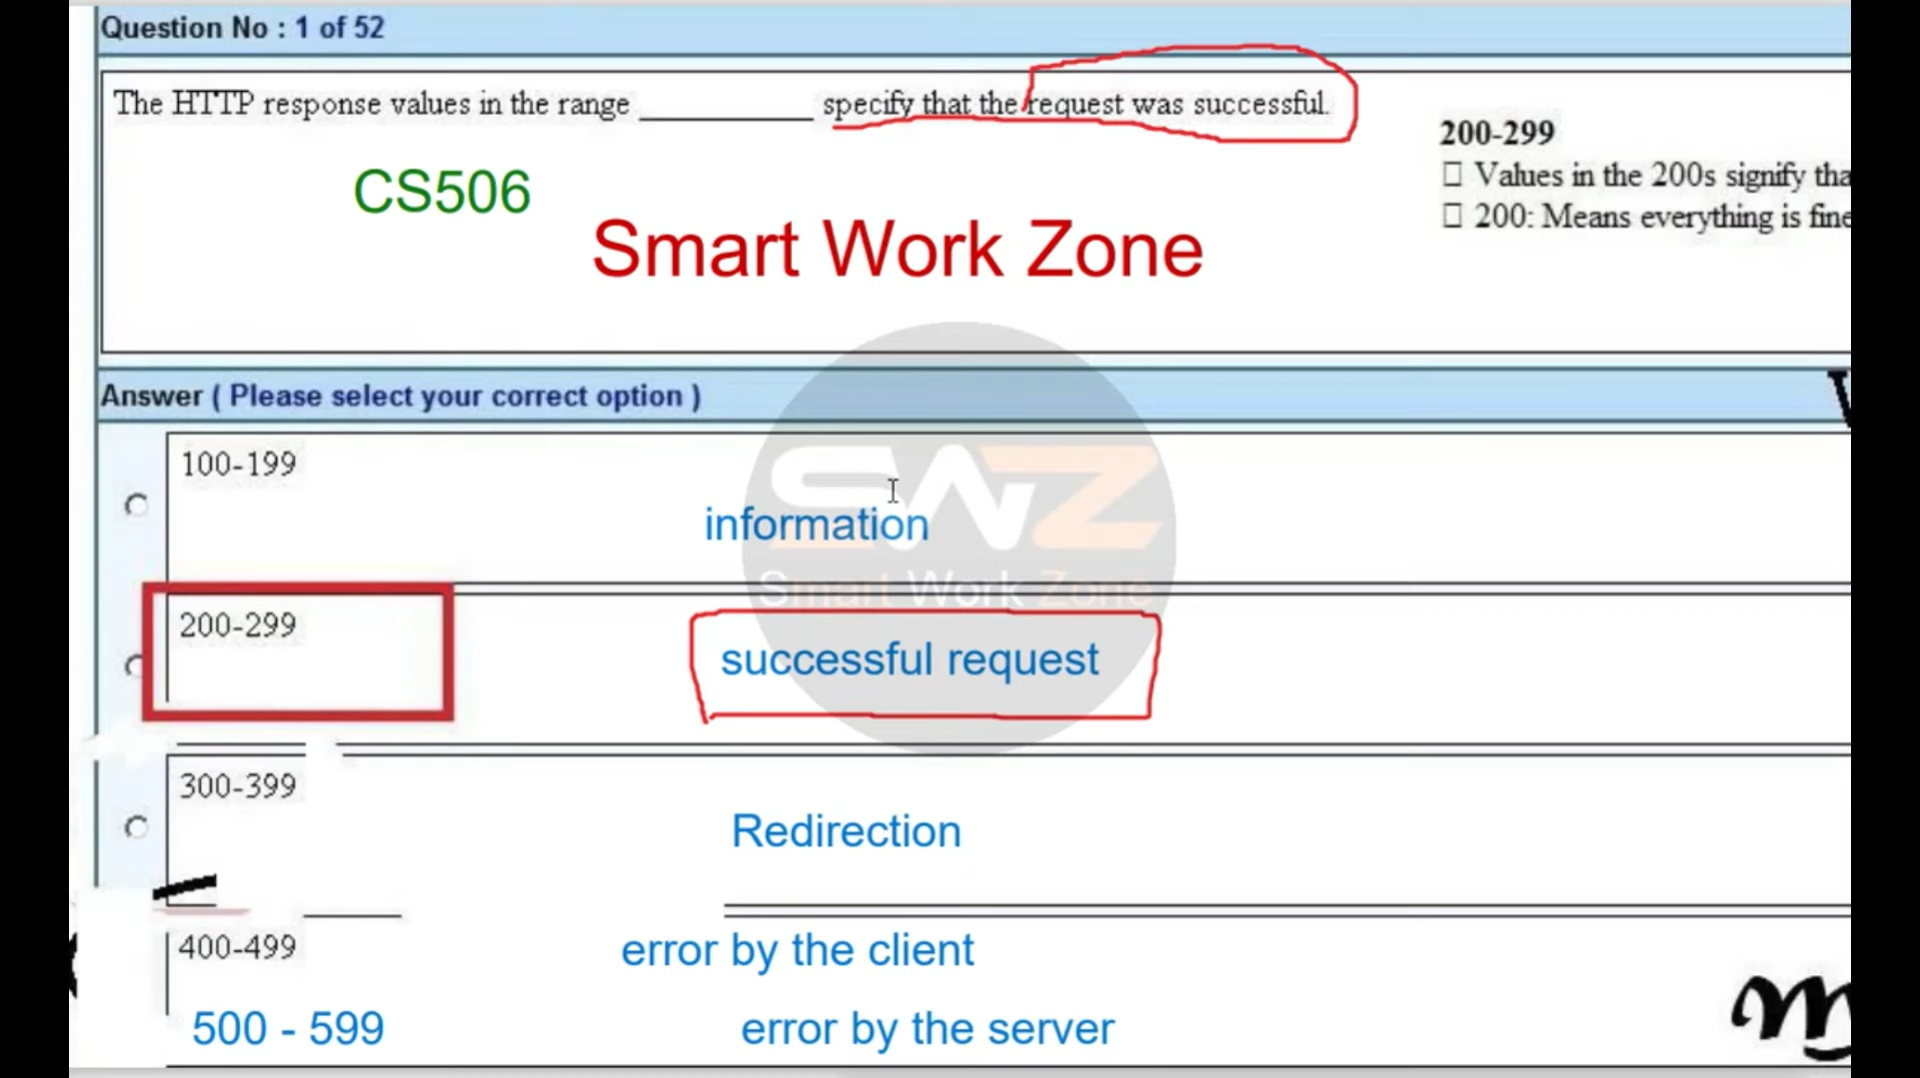 Question No : 1 of 52
The HTTP response values in the range __________ specify that the request was successful.
200-299
Values in the 200s signify tha
200: Means everything is fine
CS506
Smart Work Zone
Answer ( Please select your correct option )
100-199
information
SWZ
Smart Work Zone
200-299
successful request
300-399
Redirection
400-499
error by the client
500 - 599
error by the server